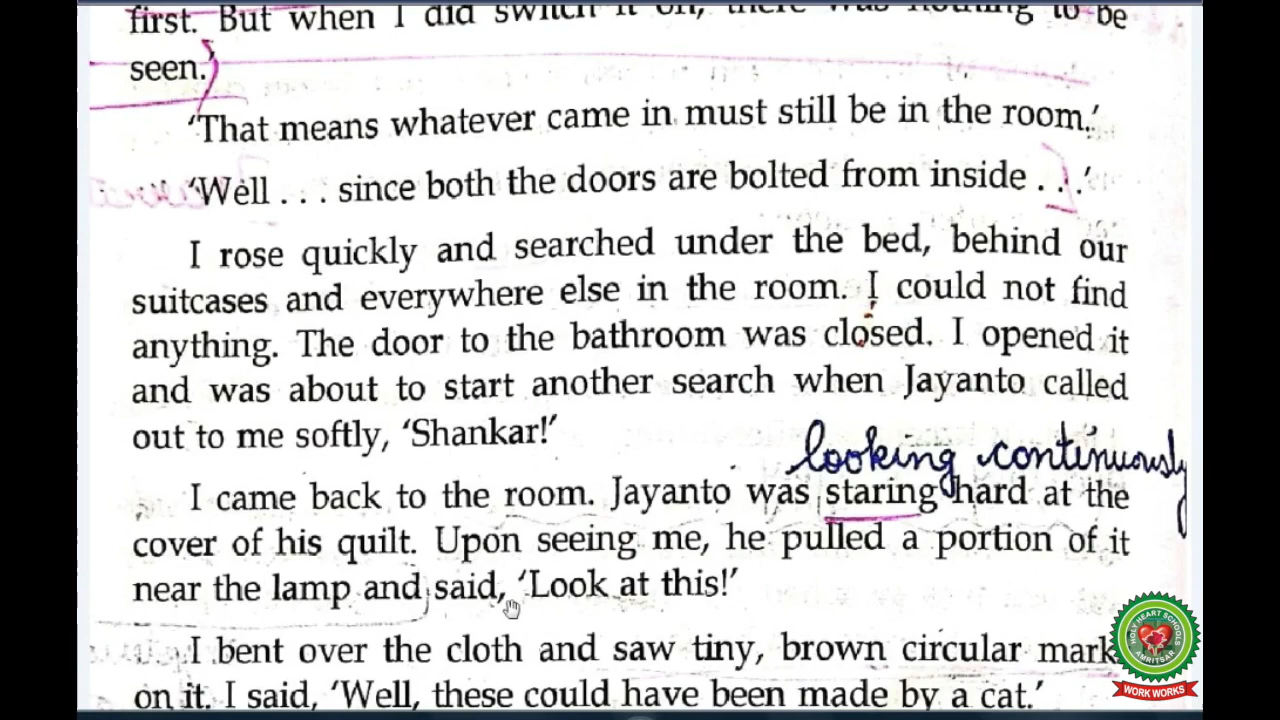 first. But when I did switch it on, there was nothing to be
seen.'
'That means whatever came in must still be in the room.'
'Well . . . since both the doors are bolted from inside . . .'
I rose quickly and searched under the bed, behind our
suitcases and everywhere else in the room. I could not find
anything. The door to the bathroom was closed. I opened it
and was about to start another search when Jayanto called
out to me softly, 'Shankar!'
looking continuously
I came back to the room. Jayanto was staring hard at the
cover of his quilt. Upon seeing me, he pulled a portion of it
near the lamp and said, 'Look at this!'
I bent over the cloth and saw tiny, brown circular mark
on it. I said, 'Well, these could have been made by a cat.'
HOLY HEART SCHOOLS
AMRITSAR
WORK WORKS